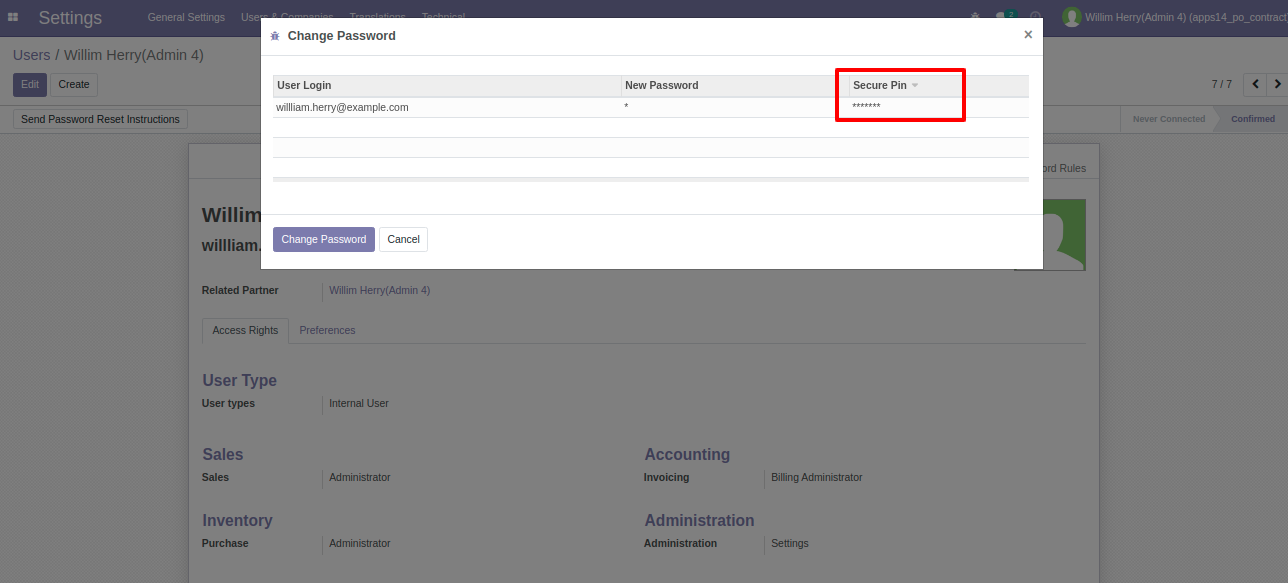 Settings General Settings Users & Companies Translations Technical 2 Willim Herry(Admin 4) (apps14_po_contract
Change Password ×
Users / Willim Herry(Admin 4)
Edit Create 7 / 7
User Login New Password Secure Pin
willliam.herry@example.com * *******
Send Password Reset Instructions Never Connected Confirmed
ord Rules
Willim
willliam.
Change Password Cancel
Related Partner Willim Herry(Admin 4)
Access Rights Preferences
User Type
User types Internal User
Sales Accounting
Sales Administrator Invoicing Billing Administrator
Inventory Administration
Purchase Administrator Administration Settings